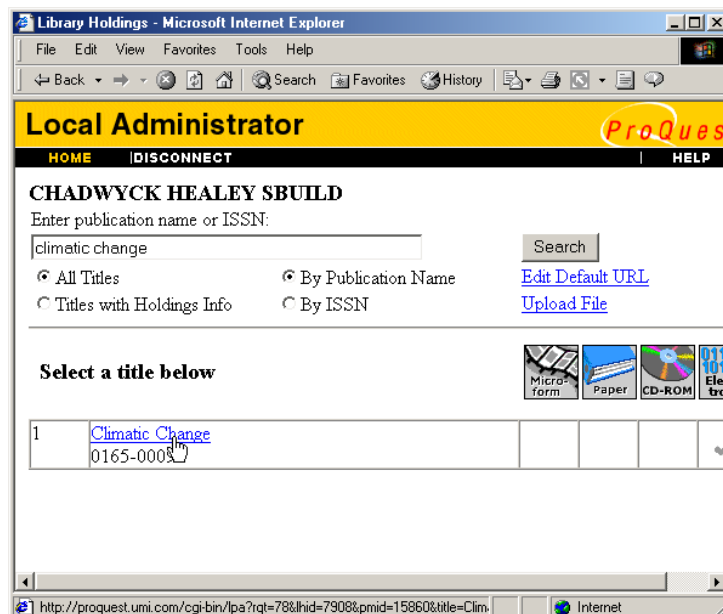 Library Holdings - Microsoft Internet Explorer
File Edit View Favorites Tools Help
Back Search Favorites History
Local Administrator
HOME |DISCONNECT | HELP
CHADWYCK HEALEY SBUILD
Enter publication name or ISSN:
climatic change Search
All Titles By Publication Name Edit Default URL
Titles with Holdings Info By ISSN Upload File
Select a title below
Micro-form Paper CD-ROM
1 Climatic Change
http://proquest.umi.com/cgi-bin/lpa?rqt=78&lhid=7908&pmid=15860&title=Clim Internet